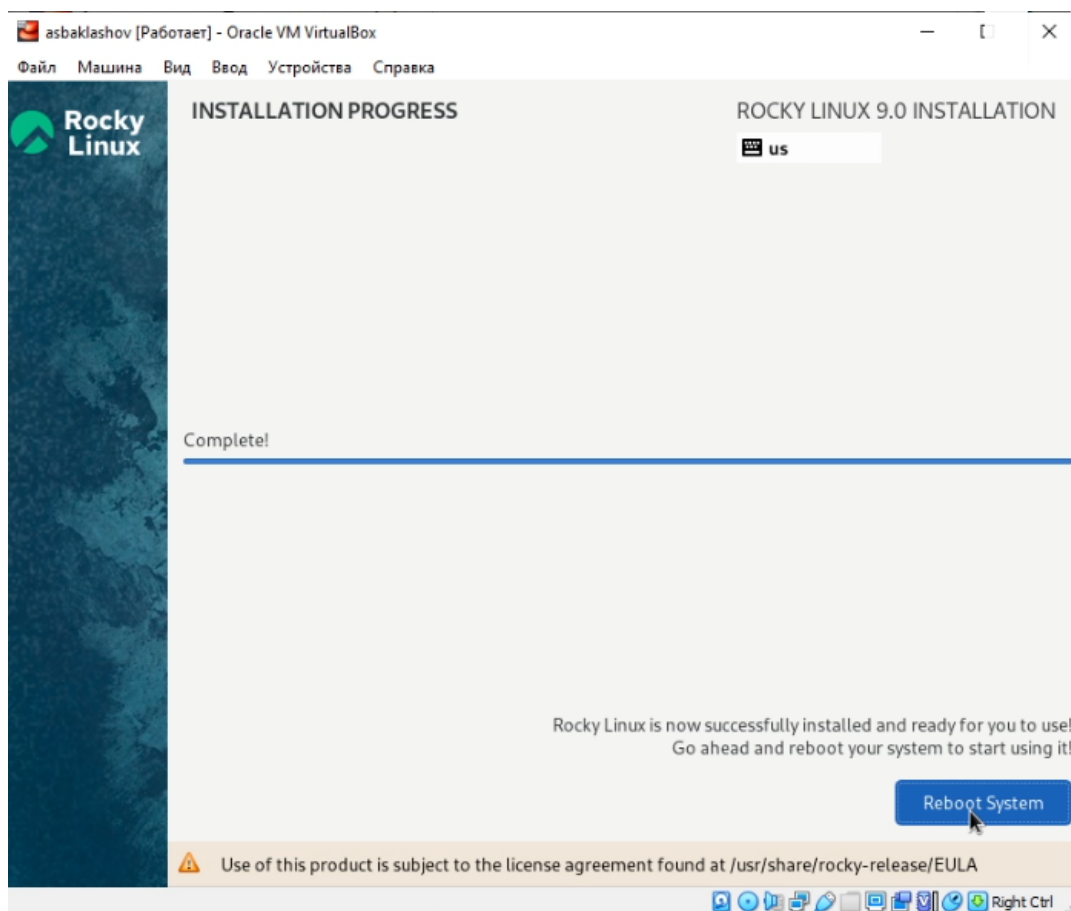 asbaklashov [Работает] - Oracle VM VirtualBox
Файл Машина Вид Ввод Устройства Справка
Rocky
Linux
INSTALLATION PROGRESS
ROCKY LINUX 9.0 INSTALLATION
us
Complete!
Rocky Linux is now successfully installed and ready for you to use!
Go ahead and reboot your system to start using it!
Reboot System
Use of this product is subject to the license agreement found at /usr/share/rocky-release/EULA
Right Ctrl